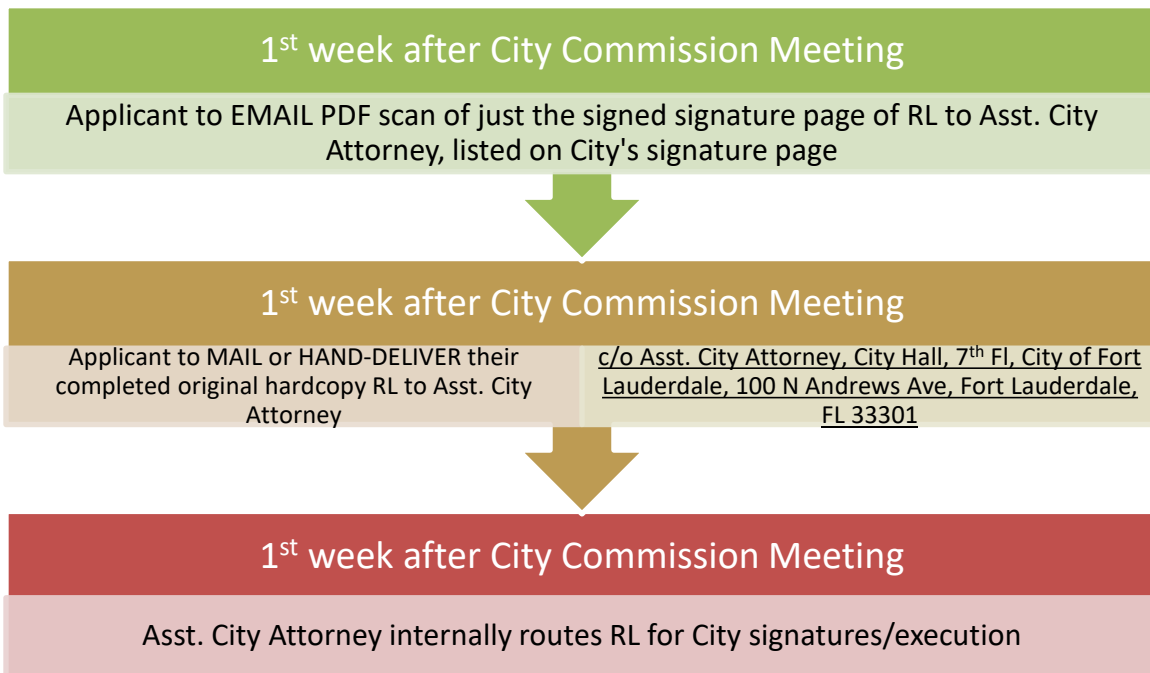 1st week after City Commission Meeting
Applicant to EMAIL PDF scan of just the signed signature page of RL to Asst. City
Attorney, listed on City's signature page
1st week after City Commission Meeting
Applicant to MAIL or HAND-DELIVER their
completed original hardcopy RL to Asst. City
Attorney
c/o Asst. City Attorney, City Hall, 7th Fl, City of Fort
Lauderdale, 100 N Andrews Ave, Fort Lauderdale,
FL 33301
1st week after City Commission Meeting
Asst. City Attorney internally routes RL for City signatures/execution